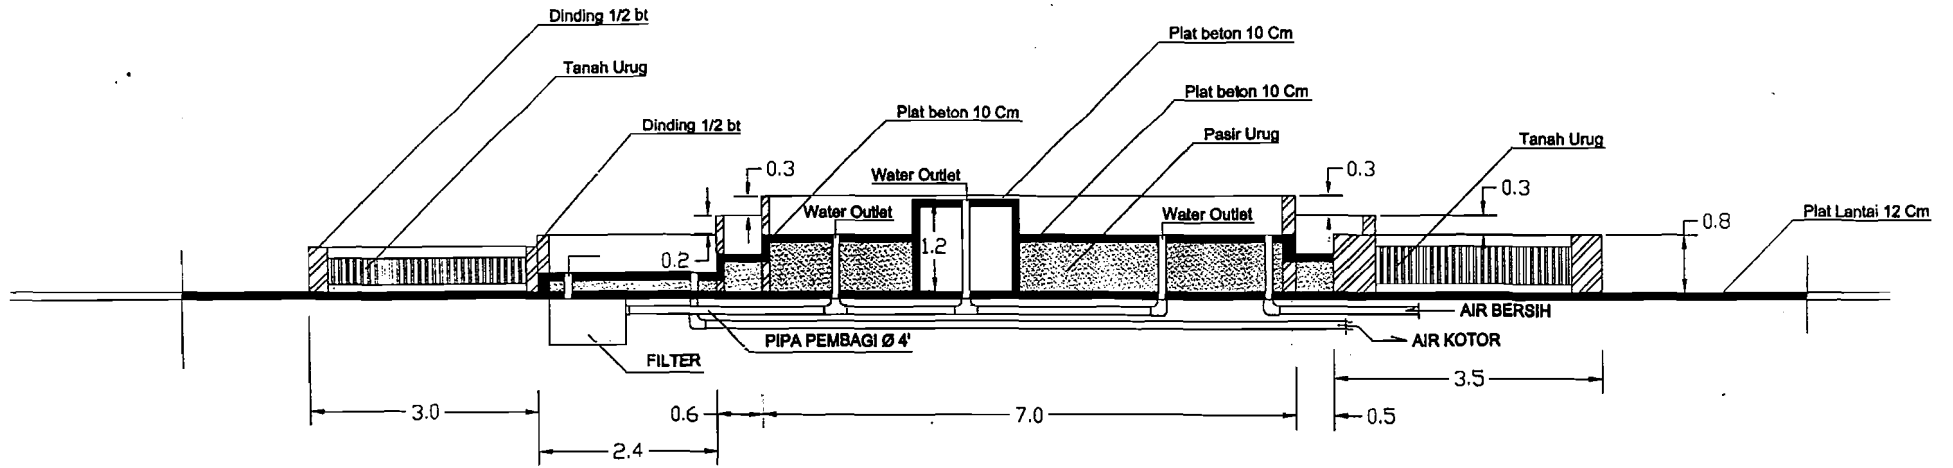 Dinding 1/2 bt
Plat beton 10 Cm
Tanah Urug
Plat beton 10 Cm
Plat beton 10 Cm
Dinding 1/2 bt
Pasir Urug
Tanah Urug
0.3
Water Outlet
0.3
0.3
Water Outlet
Water Outlet
Plat Lantai 12 Cm
0.8
0.2
1.2
AIR BERSIH
PIPA PEMBAGI Ø 4'
AIR KOTOR
FILTER
3.5
3.0
0.6
7.0
0.5
2.4